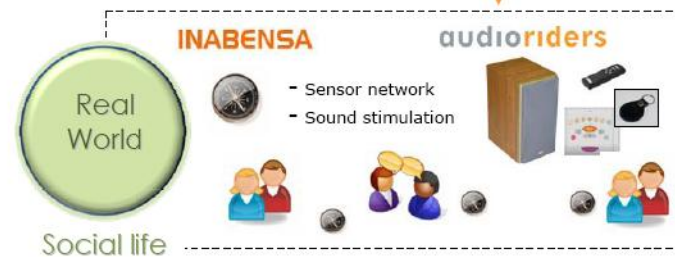 INABENSA
audioriders
Real
World
- Sensor network
- Sound stimulation
Social life